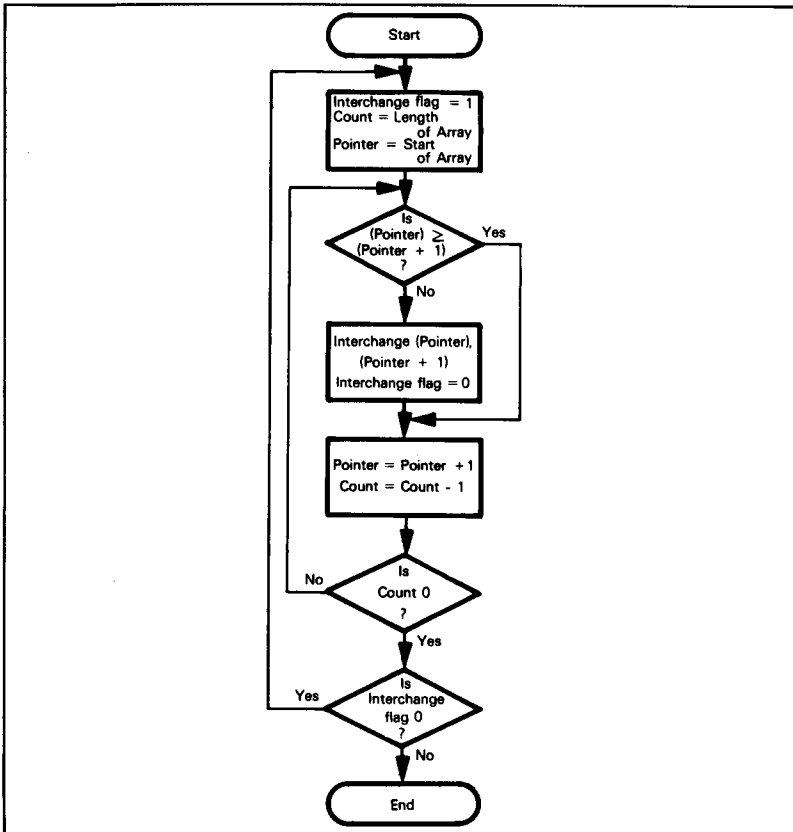 Start
Interchange flag = 1
Count = Length
of Array
Pointer = Start
of Array
Is
(Pointer) ≥
(Pointer + 1)
?
Yes
No
Interchange (Pointer),
(Pointer + 1)
Interchange flag = 0
Pointer = Pointer + 1
Count = Count - 1
Is
Count 0
?
No
Yes
Is
Interchange
flag 0
?
Yes
No
End